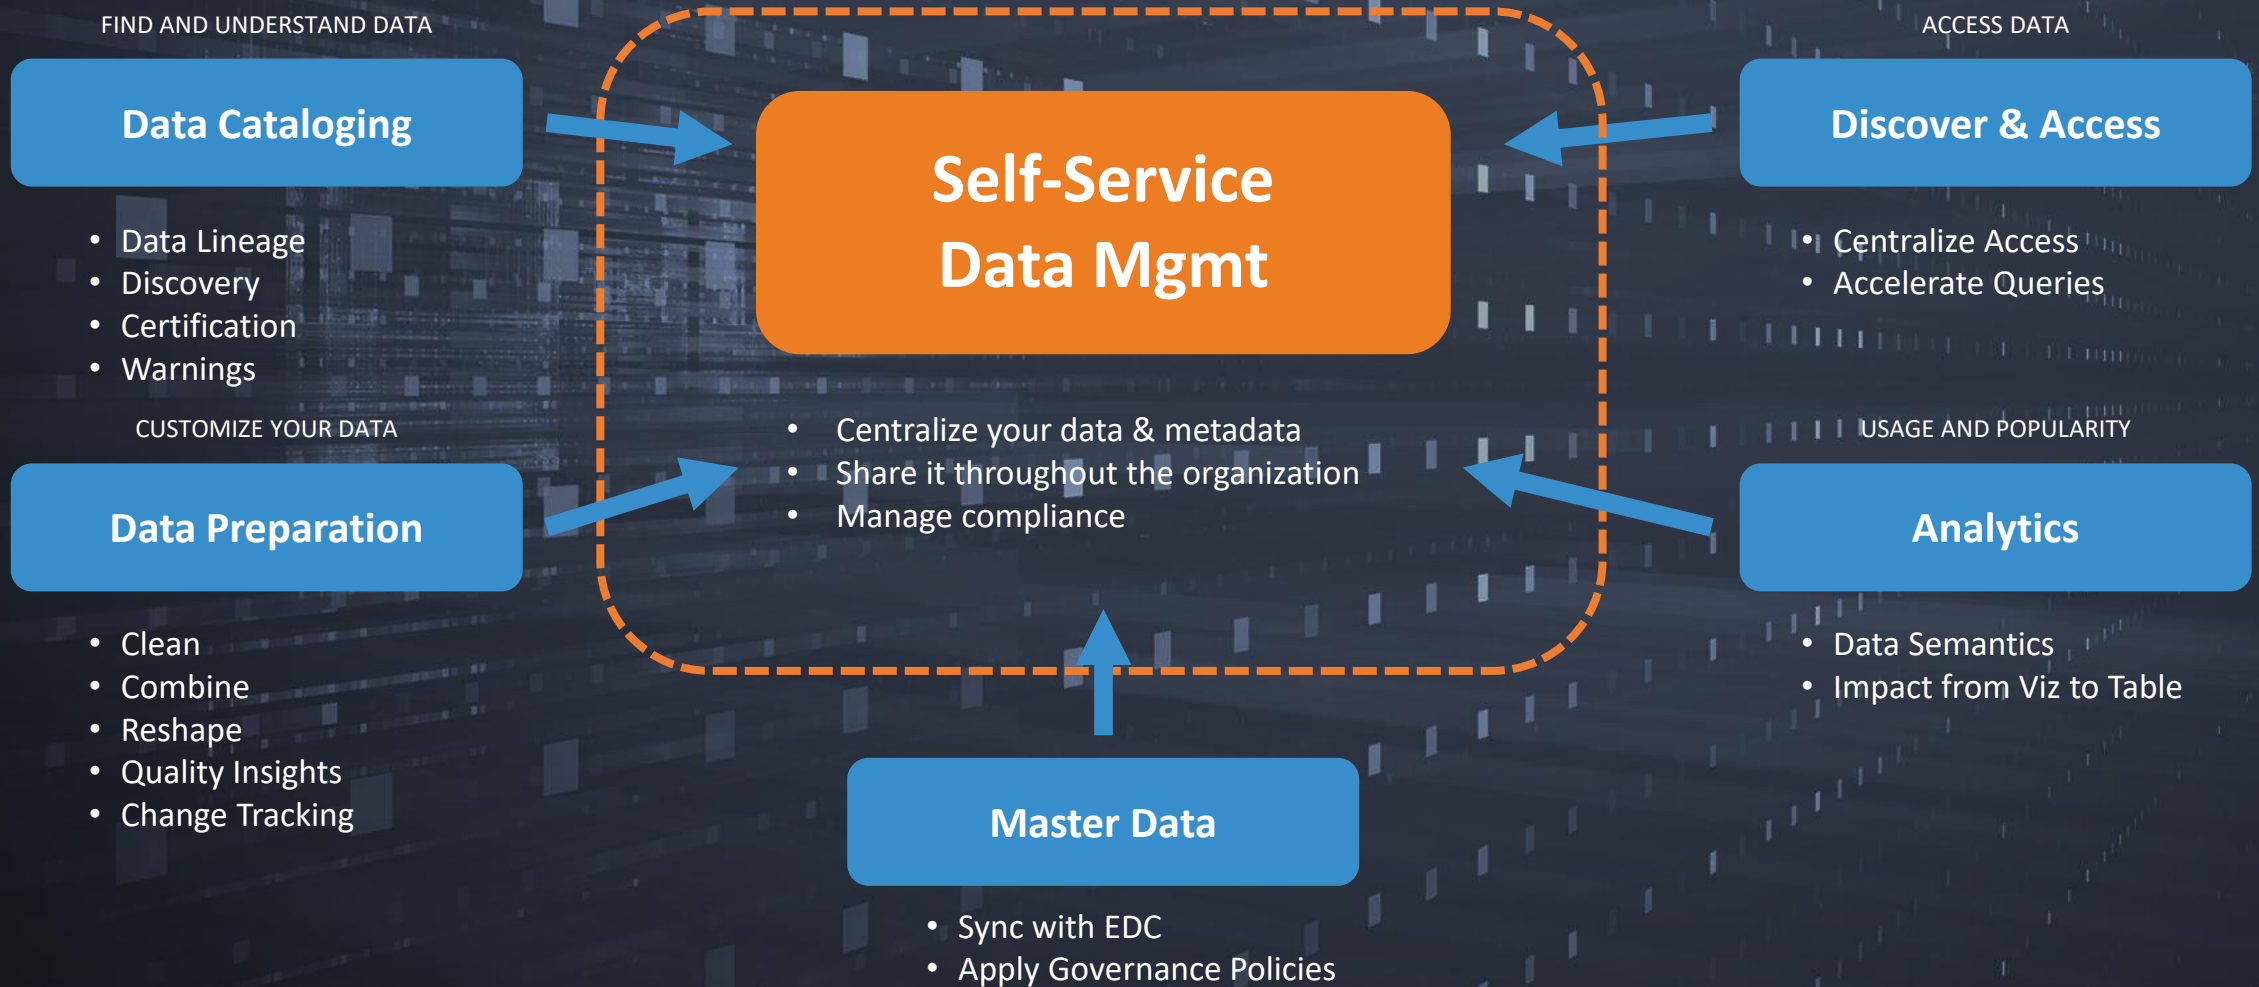 FIND AND UNDERSTAND DATA
Data Cataloging
• Data Lineage
• Discovery
• Certification
• Warnings
CUSTOMIZE YOUR DATA
Data Preparation
• Clean
• Combine
• Reshape
• Quality Insights
• Change Tracking
Self-Service
Data Mgmt
• Centralize your data & metadata
• Share it throughout the organization
• Manage compliance
Master Data
• Sync with EDC
• Apply Governance Policies
ACCESS DATA
Discover & Access
• Centralize Access
• Accelerate Queries
USAGE AND POPULARITY
Analytics
• Data Semantics
• Impact from Viz to Table